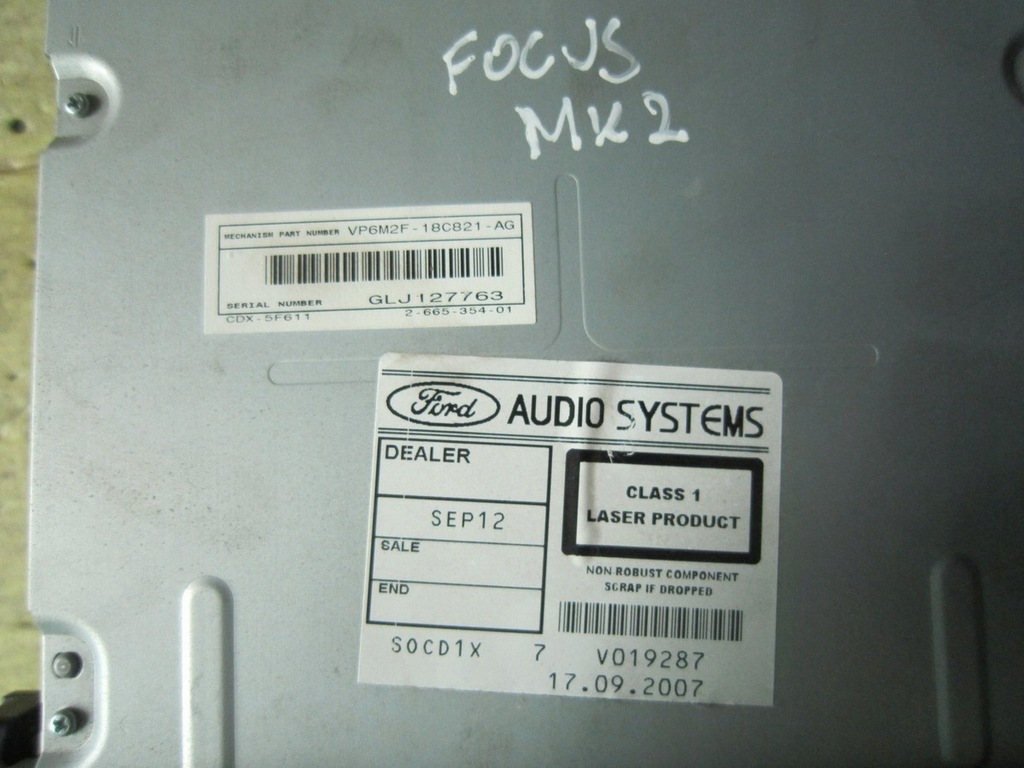 FOCUS
MK2
MECHANISM PART NUMBER VP6M2F-18C821-AG
SERIAL NUMBER GLJ127763
CDX-5F611 2-665-354-01
Ford AUDIO SYSTEMS
DEALER
SEP12
SALE
END
CLASS 1
LASER PRODUCT
NON-ROBUST COMPONENT
SCRAP IF DROPPED
SOCD1X 7 V019287
17.09.2007